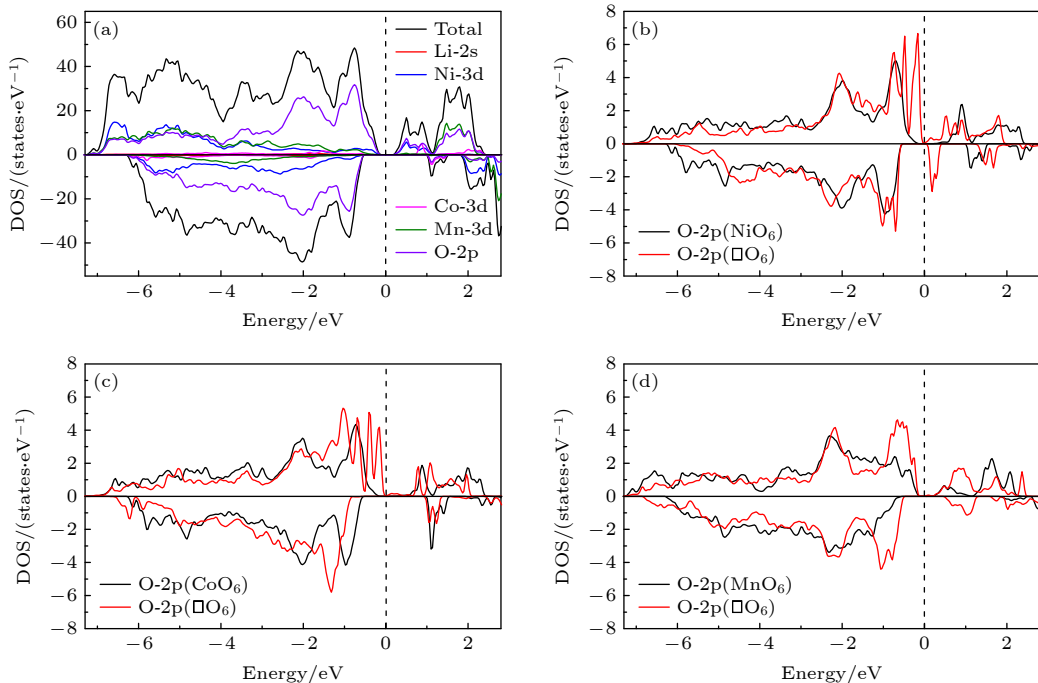 (a)
Total
Li-2s
Ni-3d
Co-3d
Mn-3d
O-2p
60
40
20
0
−20
−40
DOS/(states·eV⁻¹)
−6 −4 −2 0 2
Energy/eV
(b)
O-2p(NiO₆)
O-2p(□O₆)
8
6
4
2
0
−2
−4
−6
−8
DOS/(states·eV⁻¹)
−6 −4 −2 0 2
Energy/eV
(c)
O-2p(CoO₆)
O-2p(□O₆)
8
6
4
2
0
−2
−4
−6
−8
DOS/(states·eV⁻¹)
−6 −4 −2 0 2
Energy/eV
(d)
O-2p(MnO₆)
O-2p(□O₆)
8
6
4
2
0
−2
−4
−6
−8
DOS/(states·eV⁻¹)
−6 −4 −2 0 2
Energy/eV